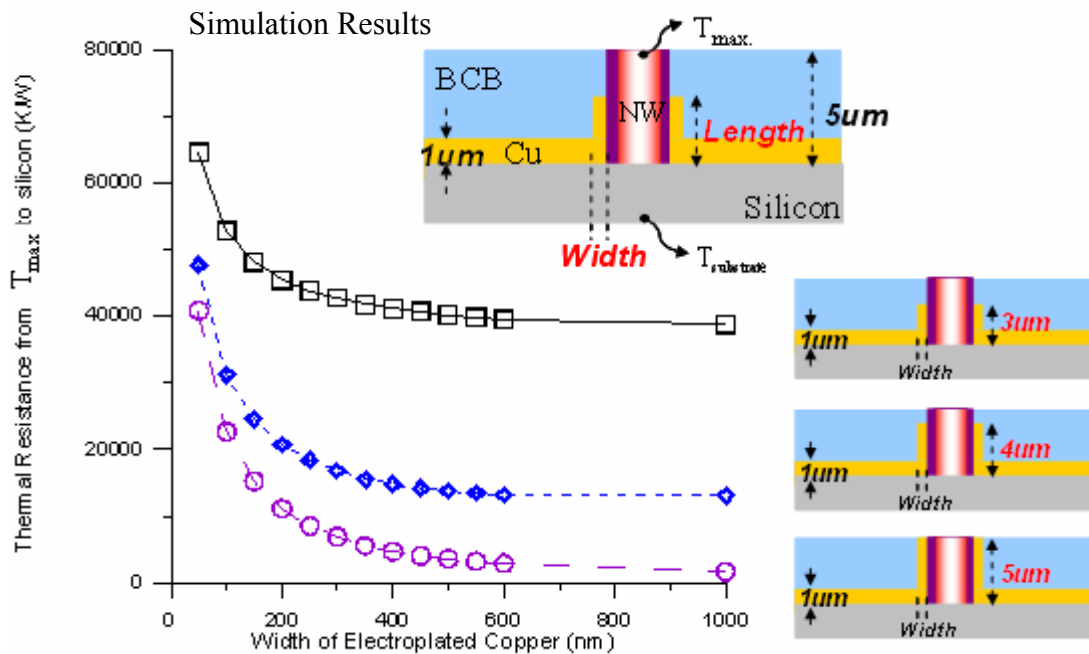 Simulation Results
Thermal Resistance from Tmax to silicon (K/W)
80000
60000
40000
20000
0
0
200
400
600
800
1000
Width of Electroplated Copper (nm)
Tmax.
BCB
NW
5um
Length
1um
Cu
Silicon
Width
Tsubstrate
3um
1um
Width
4um
1um
Width
5um
1um
Width